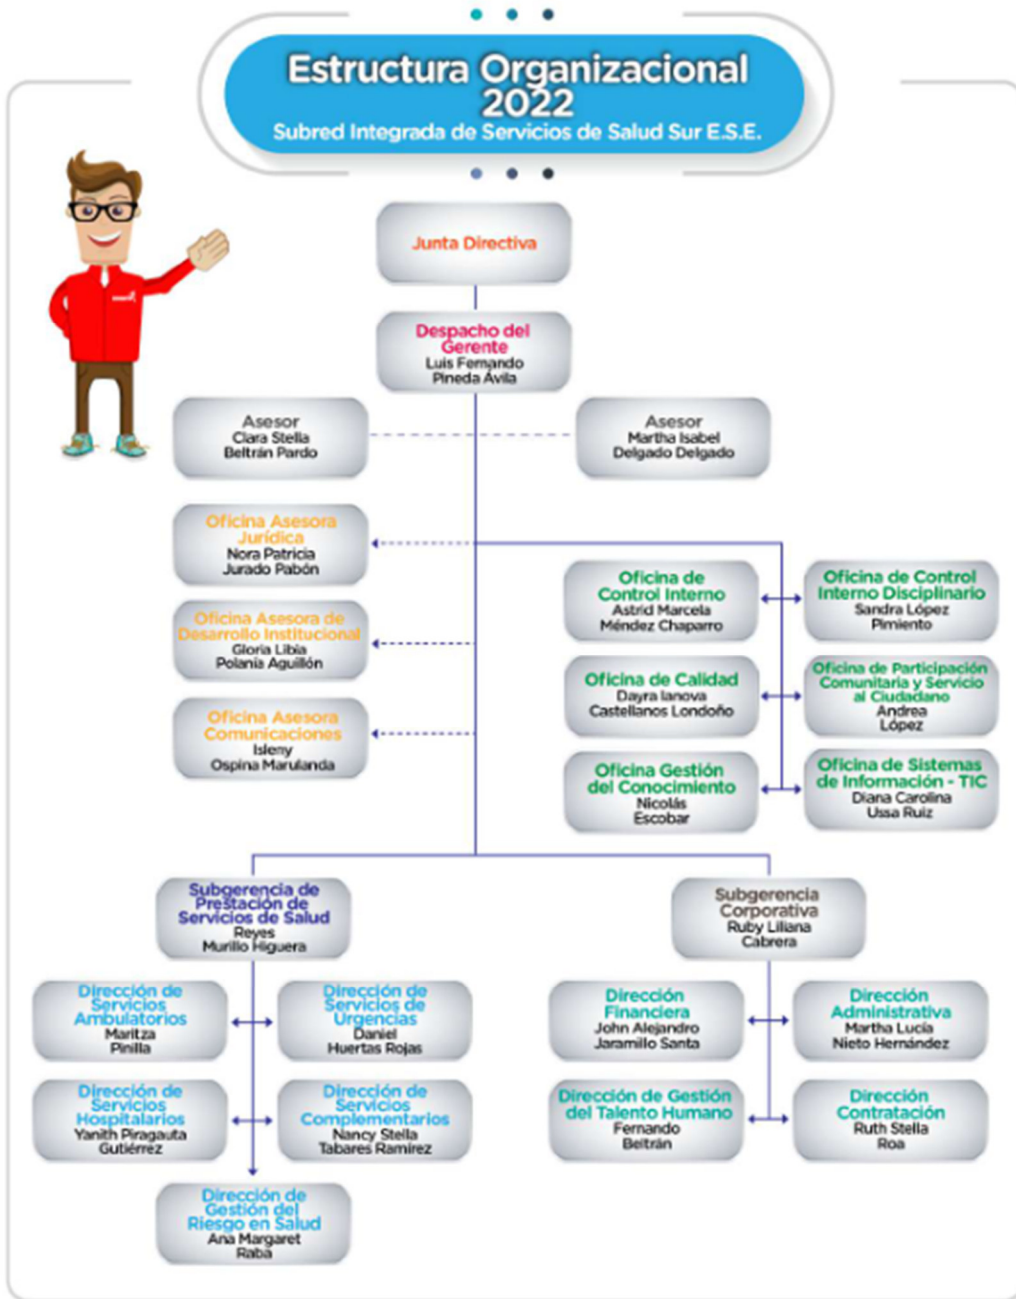 Estructura Organizacional
2022
Subred Integrada de Servicios de Salud Sur E.S.E.
Junta Directiva
Despacho del
Gerente
Luis Fernando
Pineda Ávila
Asesor
Clara Stella
Beltrán Pardo
Asesor
Martha Isabel
Delgado Delgado
Oficina Asesora
Jurídica
Nora Patricia
Jurado Pabón
Oficina Asesora de
Desarrollo Institucional
Gloria Libia
Polania Aguillón
Oficina Asesora
Comunicaciones
Isleny
Ospina Marulanda
Oficina de
Control Interno
Astrid Marcela
Méndez Chaparro
Oficina de Control
Interno Disciplinario
Sandra López
Pimiento
Oficina de Calidad
Dayra Ianova
Castellanos Londoño
Oficina de Participación
Comunitaria y Servicio
al Ciudadano
Andrea
López
Oficina Gestión
del Conocimiento
Nicolás
Escobar
Oficina de Sistemas
de Información - TIC
Diana Carolina
Ussa Ruiz
Subgerencia de
Prestación de
Servicios de Salud
Reyes
Murillo Higuera
Subgerencia
Corporativa
Ruby Liliana
Cabrera
Dirección de
Servicios
Ambulatorios
Maritza
Pinilla
Dirección de
Servicios de
Urgencias
Daniel
Huertas Rojas
Dirección
Financiera
John Alejandro
Jaramillo Santa
Dirección
Administrativa
Martha Lucía
Nieto Hernández
Dirección de
Servicios
Hospitalarios
Yanith Piragauta
Gutiérrez
Dirección de
Servicios
Complementarios
Nancy Stella
Tabares Ramírez
Dirección de Gestión
del Talento Humano
Fernando
Beltrán
Dirección
Contratación
Ruth Stella
Roa
Dirección de
Gestión del
Riesgo en Salud
Ana Margaret
Raba